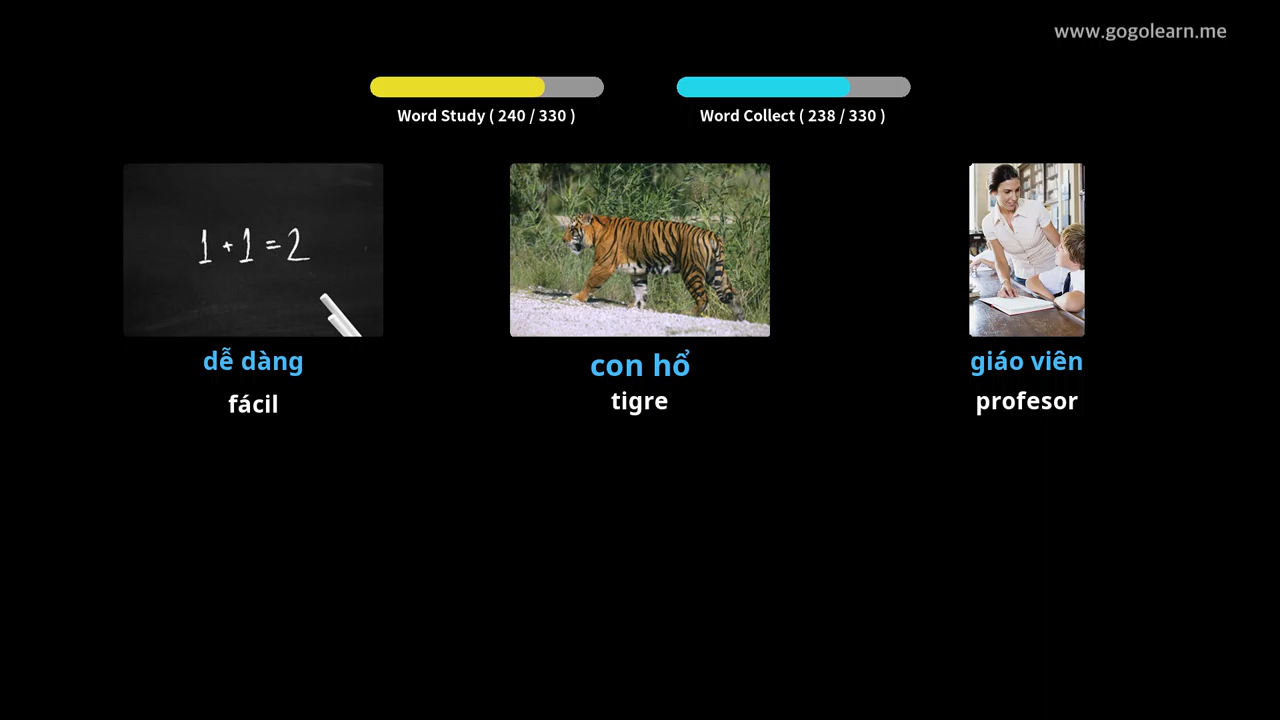 www.gogolearn.me
Word Study ( 240 / 330 )
Word Collect ( 238 / 330 )
1 + 1 = 2
dễ dàng
fácil
con hổ
tigre
giáo viên
profesor